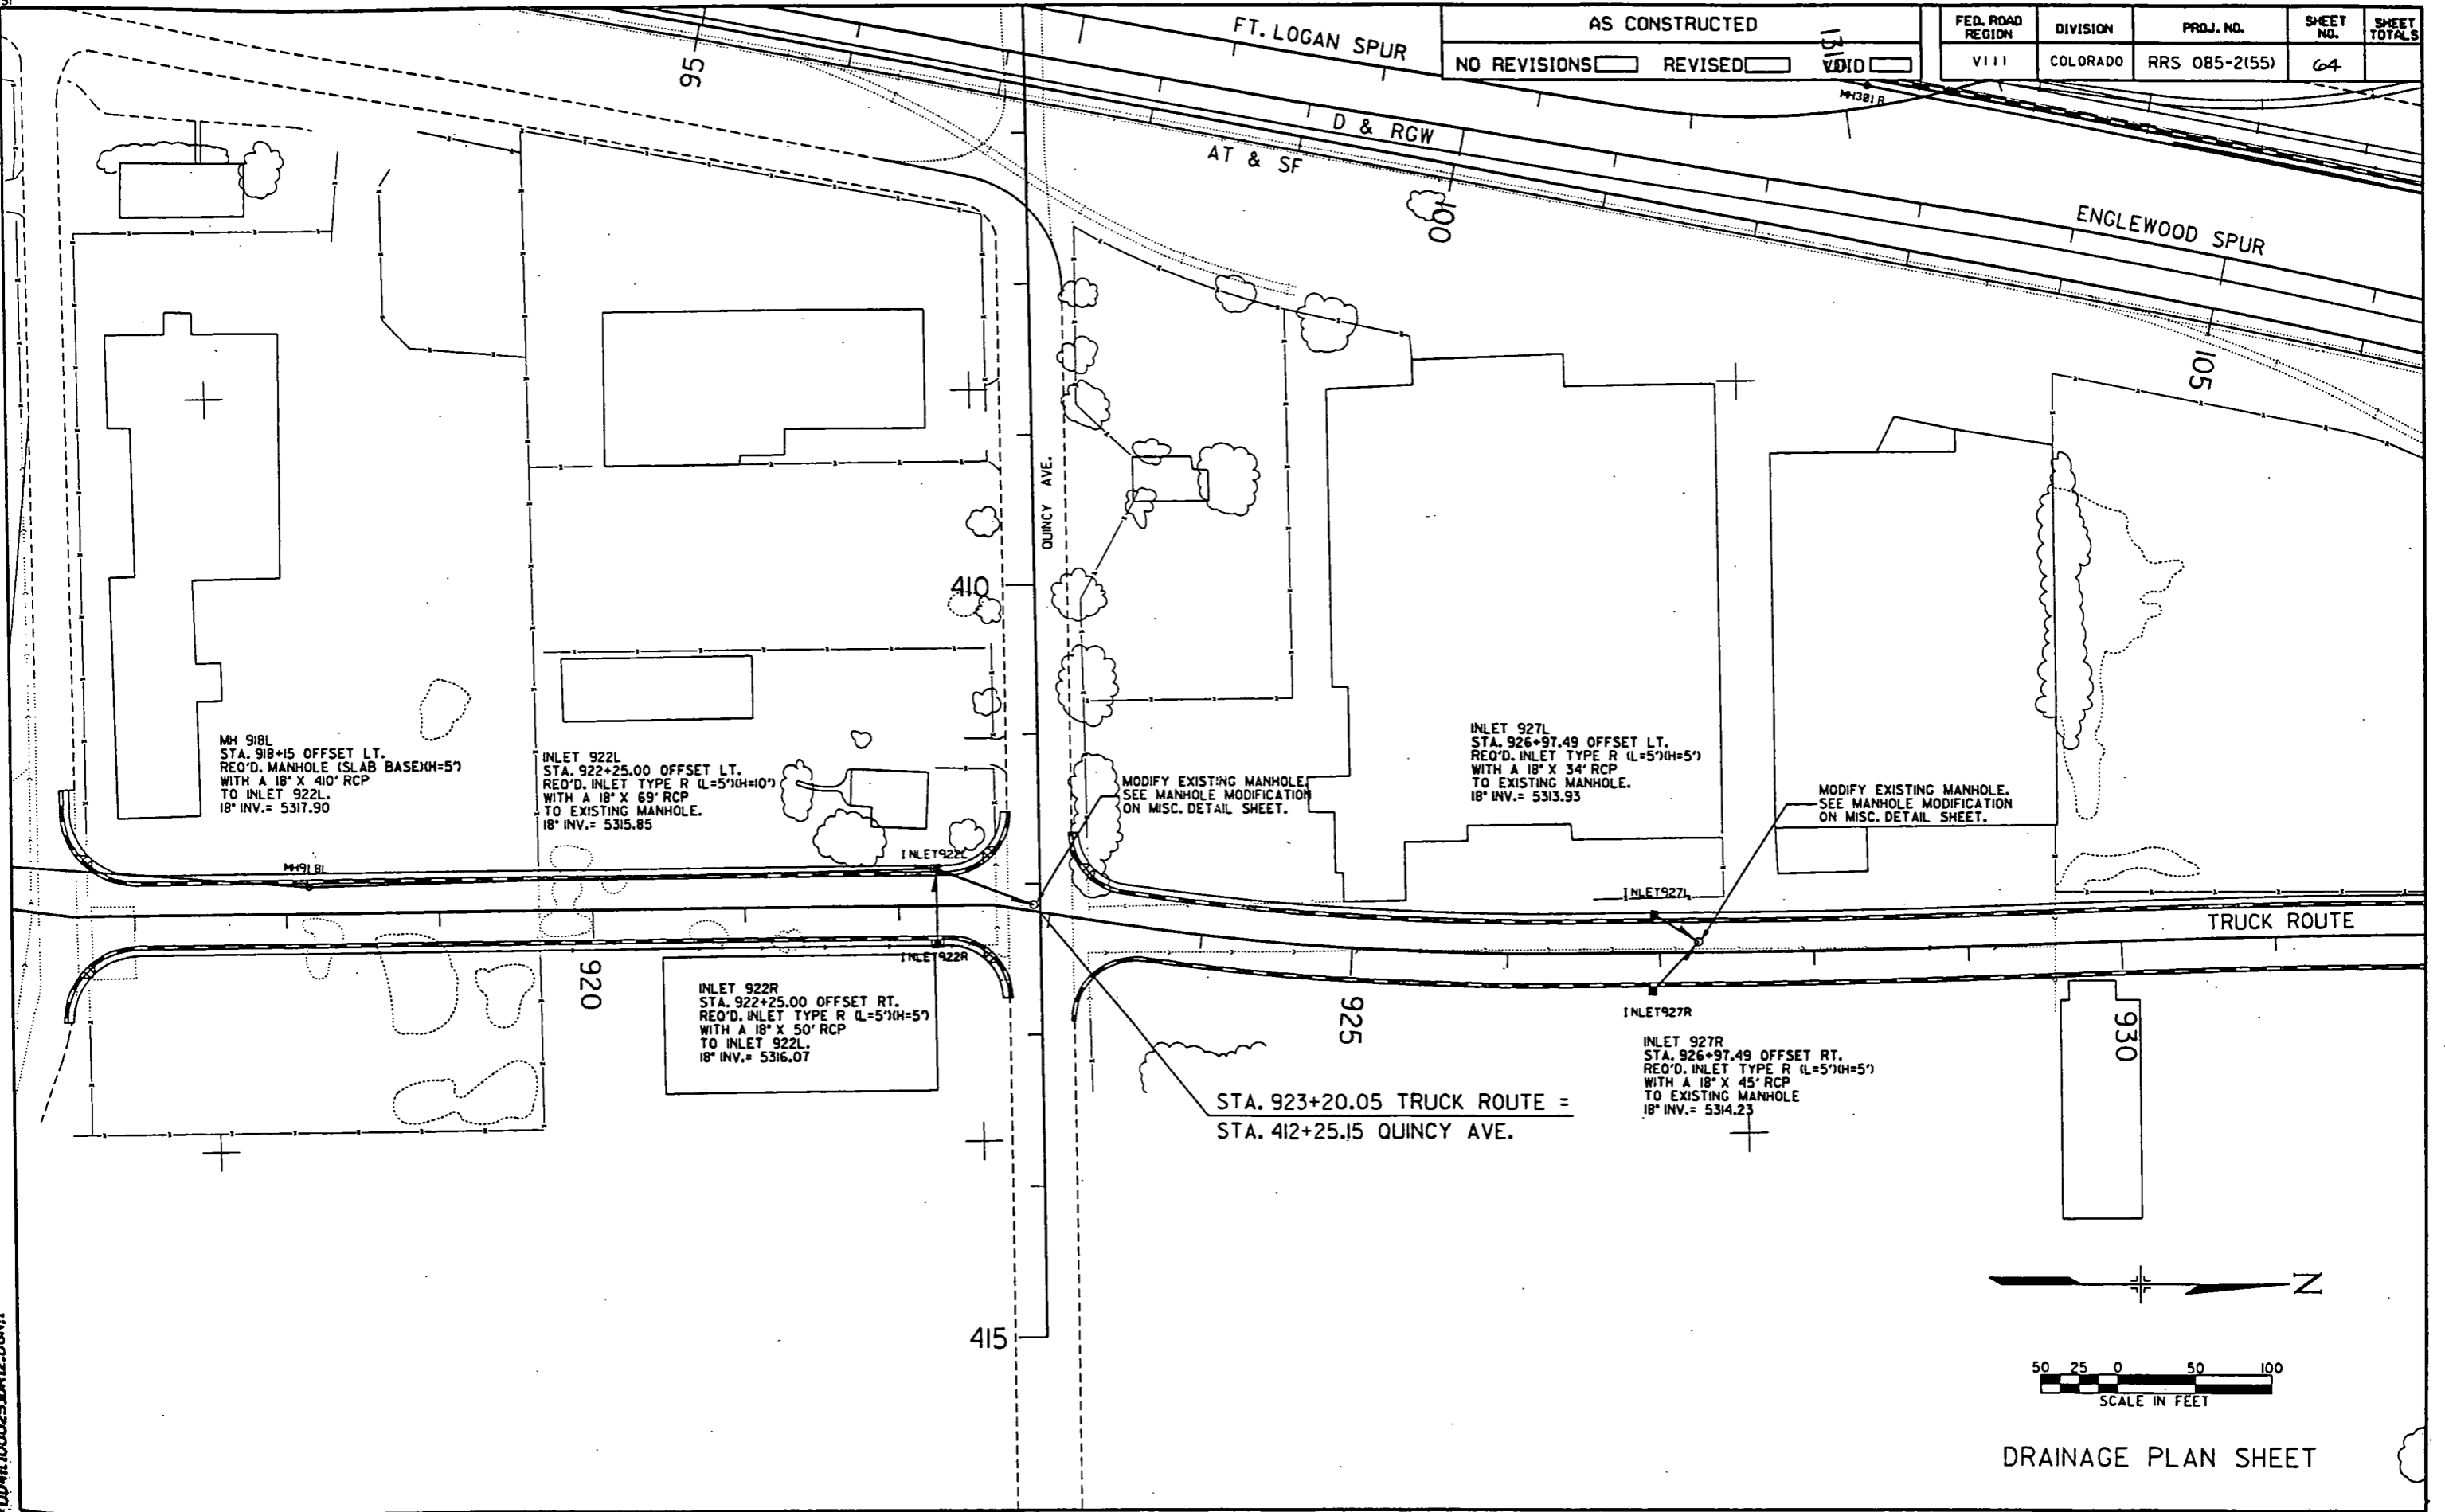 AS CONSTRUCTED
NO REVISIONS REVISED VOID
FED. ROAD REGION DIVISION PROJ. NO. SHEET NO. SHEET TOTALS
VIII COLORADO RRS 085-2(55) 64
FT. LOGAN SPUR
95
D & RGW
AT & SF
MH301R
100
ENGLEWOOD SPUR
105
QUINCY AVE.
410
MH 918L
STA. 918+15 OFFSET LT.
REQ'D. MANHOLE (SLAB BASE)(H=5')
WITH A 18" X 410' RCP
TO INLET 922L.
18" INV.= 5317.90
INLET 922L
STA. 922+25.00 OFFSET LT.
REQ'D. INLET TYPE R (L=5')(H=10')
WITH A 18" X 69' RCP
TO EXISTING MANHOLE.
18" INV.= 5315.85
MODIFY EXISTING MANHOLE.
SEE MANHOLE MODIFICATION
ON MISC. DETAIL SHEET.
INLET 927L
STA. 926+97.49 OFFSET LT.
REQ'D. INLET TYPE R (L=5')(H=5')
WITH A 18" X 34' RCP
TO EXISTING MANHOLE.
18" INV.= 5313.93
MODIFY EXISTING MANHOLE.
SEE MANHOLE MODIFICATION
ON MISC. DETAIL SHEET.
MH918L
INLET922L
INLET927L
TRUCK ROUTE
INLET922R
920
INLET 922R
STA. 922+25.00 OFFSET RT.
REQ'D. INLET TYPE R (L=5')(H=5')
WITH A 18" X 50' RCP
TO INLET 922L.
18" INV.= 5316.07
925
INLET927R
930
INLET 927R
STA. 926+97.49 OFFSET RT.
REQ'D. INLET TYPE R (L=5')(H=5')
WITH A 18" X 45' RCP
TO EXISTING MANHOLE
18" INV.= 5314.23
STA. 923+20.05 TRUCK ROUTE =
STA. 412+25.15 QUINCY AVE.
N
415
50 25 0 50 100
SCALE IN FEET
DRAINAGE PLAN SHEET